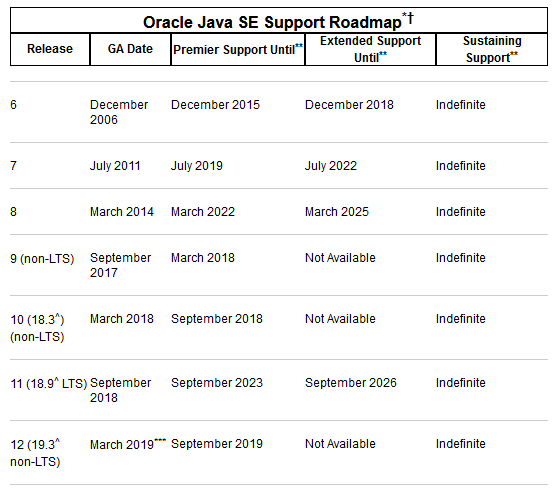 Oracle Java SE Support Roadmap*†
Release GA Date Premier Support Until** Extended Support Until** Sustaining Support**
6 December 2006 December 2015 December 2018 Indefinite
7 July 2011 July 2019 July 2022 Indefinite
8 March 2014 March 2022 March 2025 Indefinite
9 (non-LTS) September 2017 March 2018 Not Available Indefinite
10 (18.3^) (non-LTS) March 2018 September 2018 Not Available Indefinite
11 (18.9^ LTS) September 2018 September 2023 September 2026 Indefinite
12 (19.3^ non-LTS) March 2019*** September 2019 Not Available Indefinite